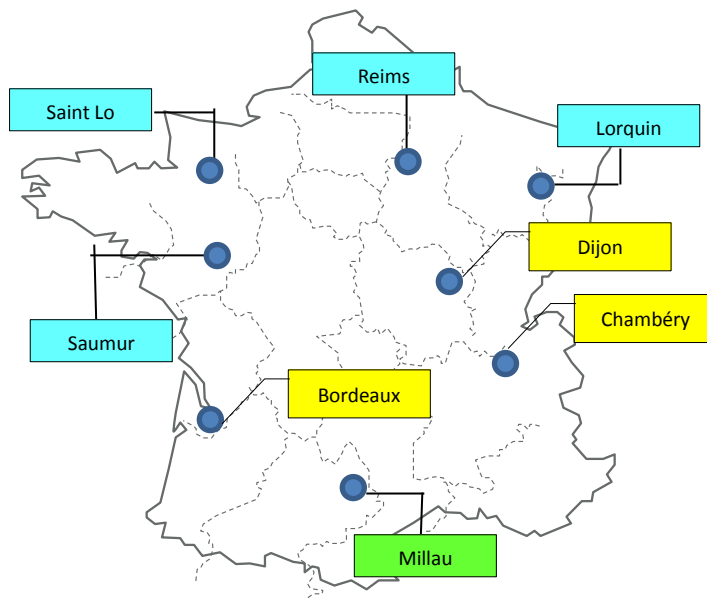 Reims
Saint Lo
Lorquin
Dijon
Chambéry
Saumur
Bordeaux
Millau